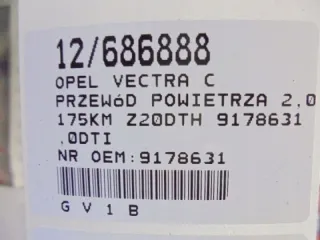 12/686888
OPEL VECTRA C
PRZEWÓD POWIETRZA 2,0
175KM Z20DTH 9178631
,0DTI
NR OEM:9178631
G V 1 B